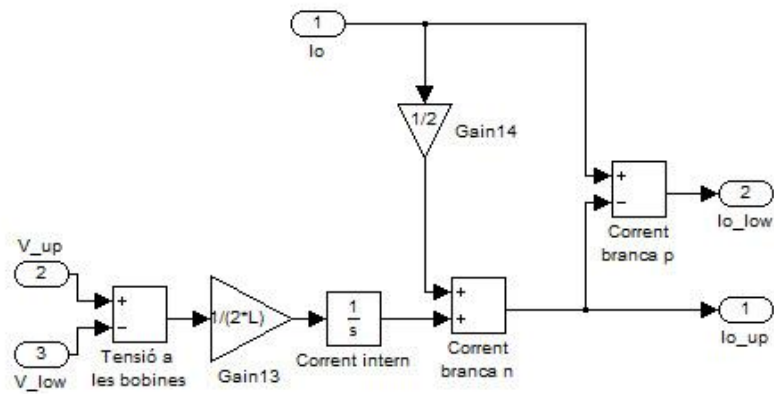 1
Io
1/2
Gain14
+
−
Corrent
branca p
2
Io_low
V_up
2
+
−
Tensió a
les bobines
3
V_low
1/(2*L)
Gain13
1
s
Corrent intern
+
+
Corrent
branca n
1
Io_up